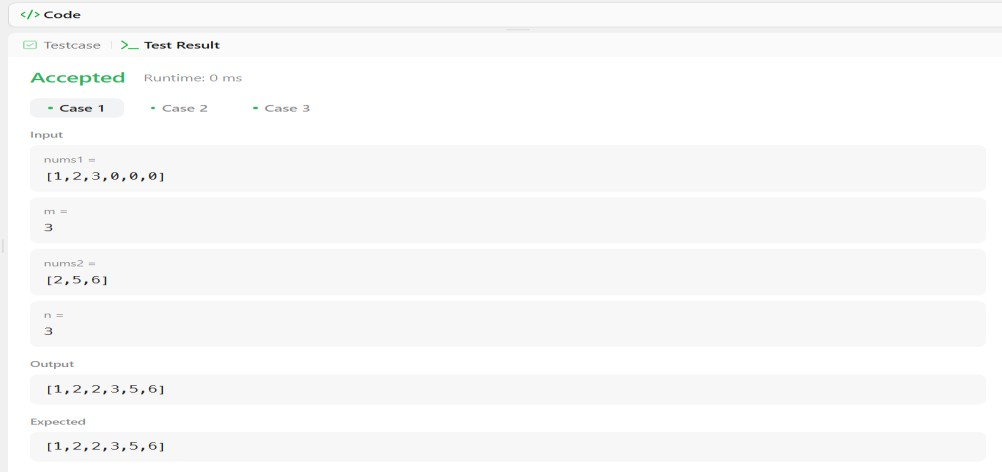 </> Code
Testcase | >_ Test Result
Accepted Runtime: 0 ms
Case 1 Case 2 Case 3
Input
nums1 =
[1,2,3,0,0,0]
m =
3
nums2 =
[2,5,6]
n =
3
Output
[1,2,2,3,5,6]
Expected
[1,2,2,3,5,6]